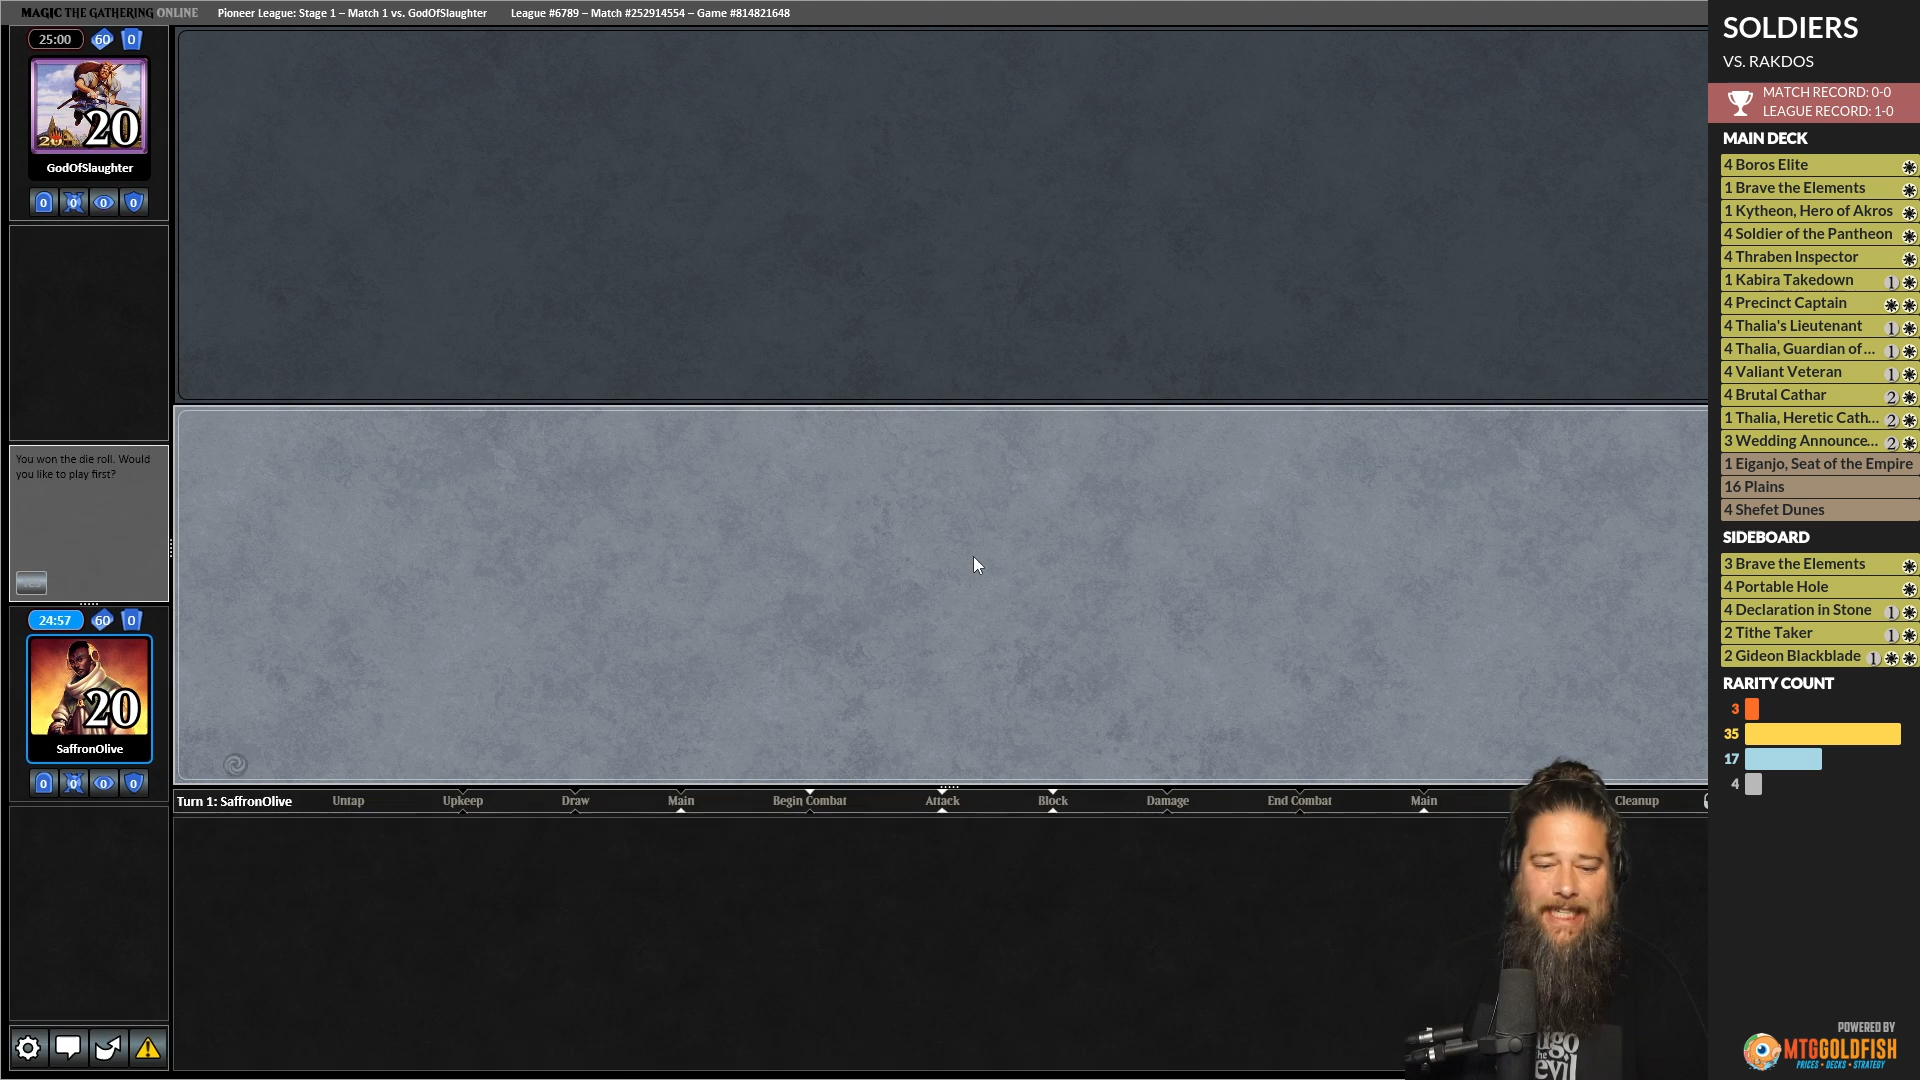 MAGIC THE GATHERING ONLINE
Pioneer League: Stage 1 – Match 1 vs. GodOfSlaughter
League #6789 – Match #252914554 – Game #814821648
25:00
60
0
20
20
GodOfSlaughter
0
0
0
0
You won the die roll. Would
you like to play first?
24:57
60
0
20
SaffronOlive
0
0
0
0
Turn 1: SaffronOlive
Untap
Upkeep
Draw
Main
Begin Combat
Attack
Block
Damage
End Combat
Main
Cleanup
SOLDIERS
VS. RAKDOS
MATCH RECORD: 0-0
LEAGUE RECORD: 1-0
MAIN DECK
4 Boros Elite
1 Brave the Elements
1 Kytheon, Hero of Akros
4 Soldier of the Pantheon
4 Thraben Inspector
1 Kabira Takedown 1
4 Precinct Captain
4 Thalia's Lieutenant 1
4 Thalia, Guardian of ... 1
4 Valiant Veteran 1
4 Brutal Cathar 2
1 Thalia, Heretic Cath... 2
3 Wedding Announce... 2
1 Eiganjo, Seat of the Empire
16 Plains
4 Shefet Dunes
SIDEBOARD
3 Brave the Elements
4 Portable Hole
4 Declaration in Stone 1
2 Tithe Taker 1
2 Gideon Blackblade 1
RARITY COUNT
3
35
17
4
POWERED BY
MTGGOLDFISH
PRICES • DECKS • STRATEGY